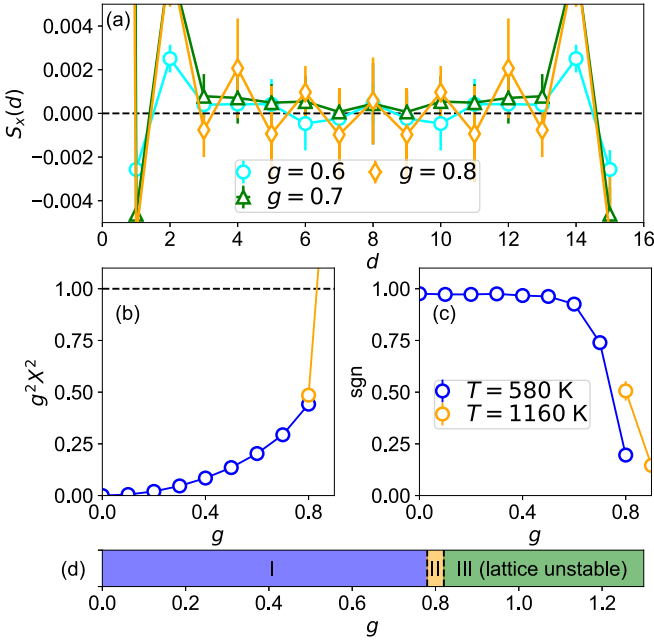 (a)
0.004
0.002
0.000
−0.002
−0.004
S_x(d)
g = 0.6
g = 0.7
g = 0.8
0 2 4 6 8 10 12 14 16
d
(b)
1.00
0.75
0.50
0.25
0.00
g²X²
0.0 0.4 0.8
g
(c)
1.00
0.75
0.50
0.25
0.00
sgn
T = 580 K
T = 1160 K
0.0 0.4 0.8
g
(d)
I
II
III (lattice unstable)
0.0 0.2 0.4 0.6 0.8 1.0 1.2
g